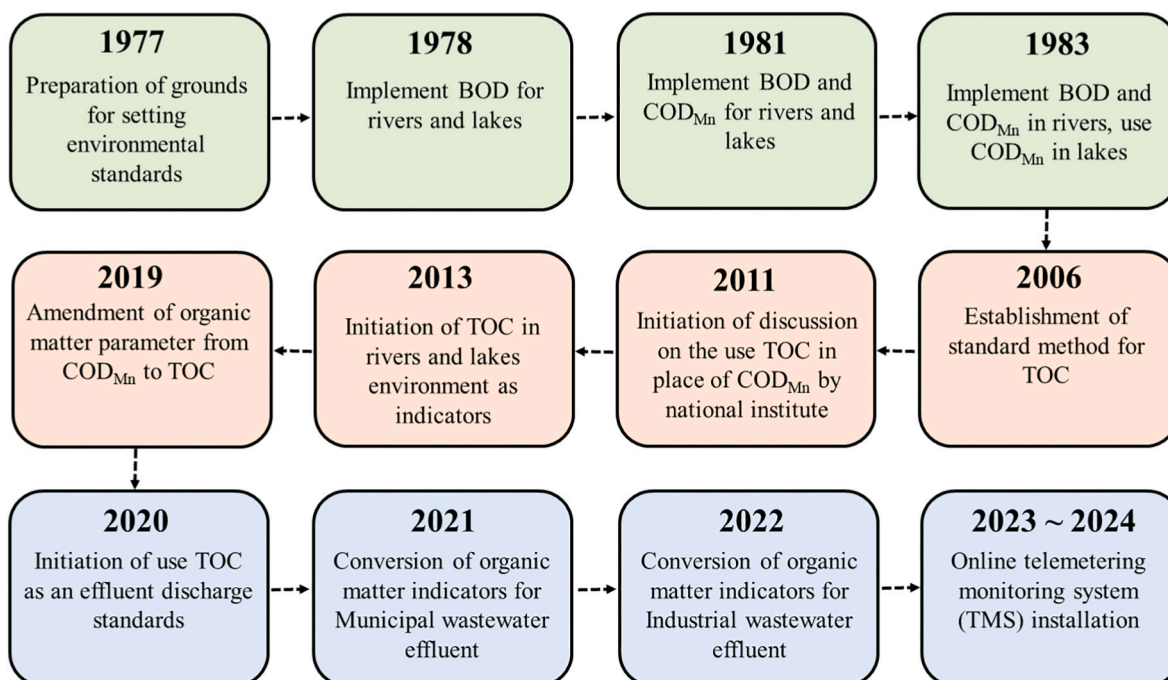 1977
Preparation of grounds
for setting
environmental
standards
1978
Implement BOD for
rivers and lakes
1981
Implement BOD and
COD_Mn for rivers and
lakes
1983
Implement BOD and
COD_Mn in rivers, use
COD_Mn in lakes
2006
Establishment of
standard method for
TOC
2011
Initiation of discussion
on the use TOC in
place of COD_Mn by
national institute
2013
Initiation of TOC in
rivers and lakes
environment as
indicators
2019
Amendment of organic
matter parameter from
COD_Mn to TOC
2020
Initiation of use TOC
as an effluent discharge
standards
2021
Conversion of organic
matter indicators for
Municipal wastewater
effluent
2022
Conversion of organic
matter indicators for
Industrial wastewater
effluent
2023 ~ 2024
Online telemetering
monitoring system
(TMS) installation